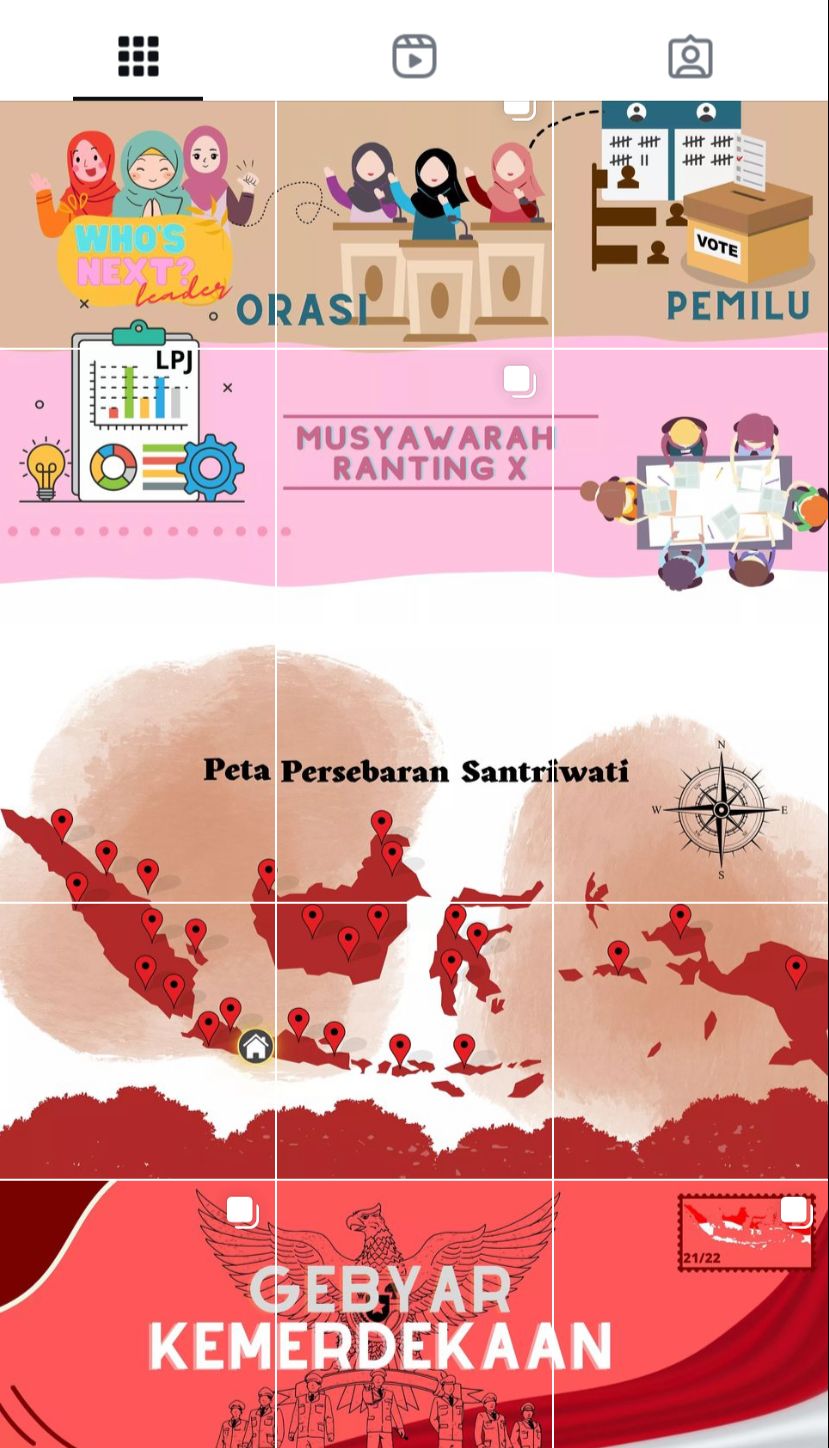 WHO'S
NEXT?
leader
ORASI
VOTE
PEMILU
LPJ
MUSYAWARAH
RANTING X
Peta Persebaran Santriwati
N
W
E
S
21/22
GEBYAR
KEMERDEKAAN